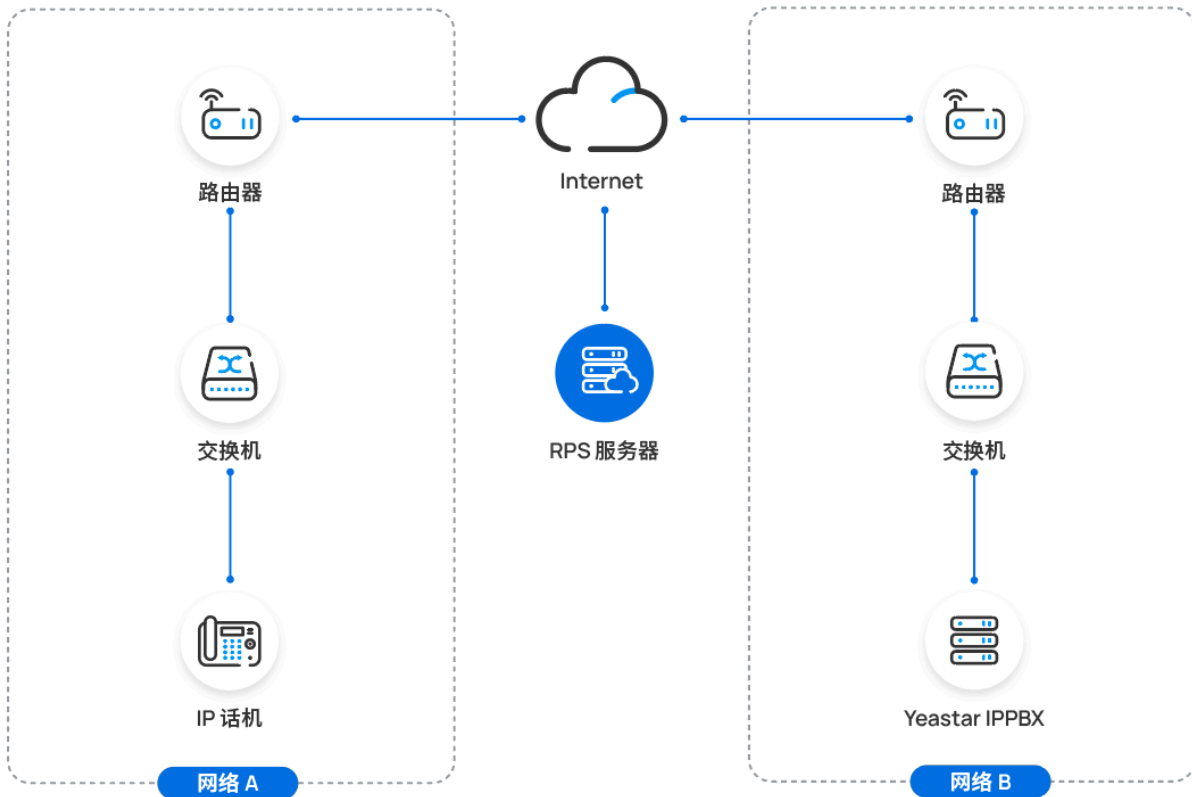 Internet
路由器
路由器
交换机
RPS 服务器
交换机
IP 话机
Yeastar IPPBX
网络 A
网络 B